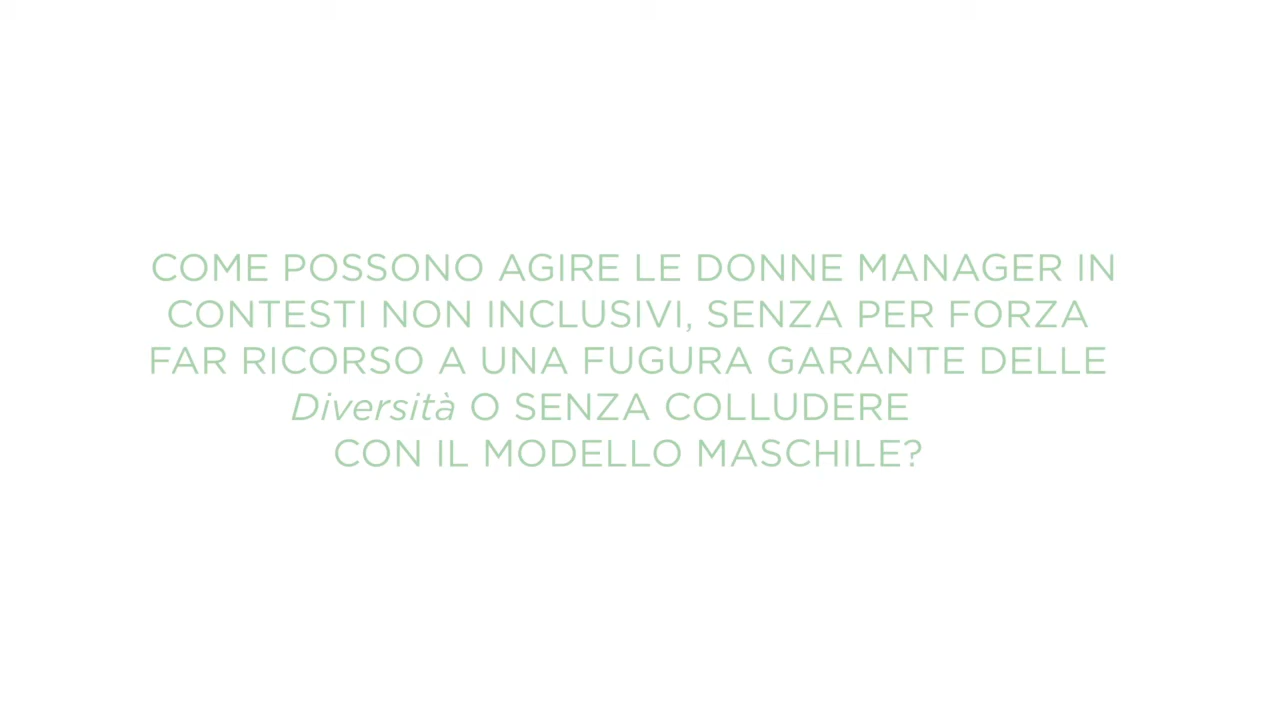 COME POSSONO AGIRE LE DONNE MANAGER IN
CONTESTI NON INCLUSIVI, SENZA PER FORZA
FAR RICORSO A UNA FUGURA GARANTE DELLE
Diversità O SENZA COLLUDERE
CON IL MODELLO MASCHILE?